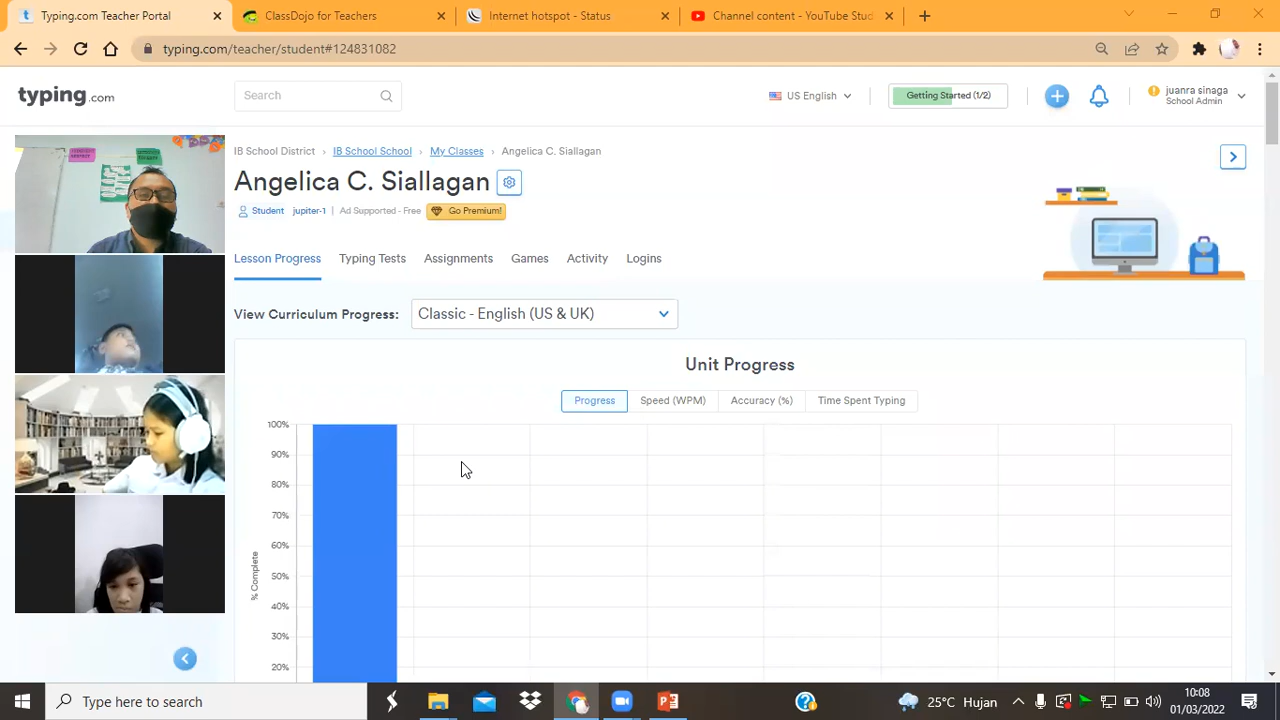 Typing.com Teacher Portal
ClassDojo for Teachers
Internet hotspot - Status
Channel content - YouTube Stud
typing.com/teacher/student#124831082
typing.com
Search
US English
Getting Started (1/2)
juanra sinaga
School Admin
IB School District > IB School School > My Classes > Angelica C. Siallagan
Angelica C. Siallagan
Student jupiter-1 | Ad Supported - Free Go Premium!
Lesson Progress Typing Tests Assignments Games Activity Logins
View Curriculum Progress: Classic - English (US & UK)
Unit Progress
Progress Speed (WPM) Accuracy (%) Time Spent Typing
100%
90%
80%
70%
60%
50%
40%
30%
20%
% Complete
Type here to search
25°C Hujan
10:08
01/03/2022